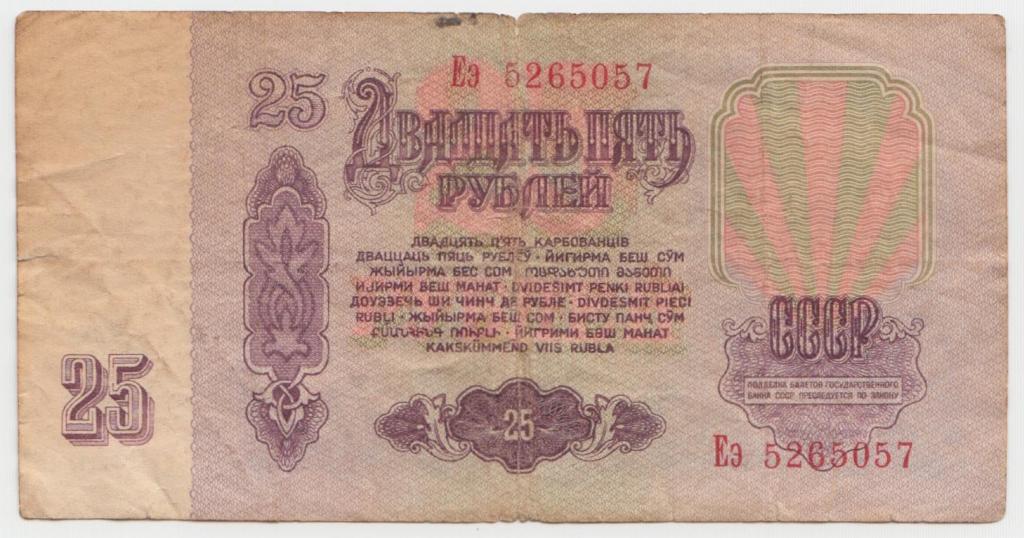 25
Еэ 5265057
Двадцать пять
рублей
ДВАДЦЯТЬ П'ЯТЬ КАРБОВАНЦІВ
ДВАЦЦАЦЬ ПЯЦЬ РУБЛЁЎ · ЙИГИРМА БЕШ СЎМ
ЖЫЙЫРМА БЕС СОМ ოცდახუთი მანეთი
ИЈИРМИ БЕШ МАНАТ · DVIDEŠIMT PENKI RUBLIAI
ДОУЭЗЕЧЬ ШИ ЧИНЧ ДЕ РУБЛЕ · DIVDESMIT PIECI
RUBĻI · ЖЫЙЫРМА БЕШ СОМ · БИСТУ ПАНҶ СӮМ
ՔՍԱՆՀԻՆԳ ՌՈՒԲԼԻ · ЙИГРИМИ БӘШ МАНАТ
KAKSKÜMMEND VIIS RUBLA
СССР
ПОДДЕЛКА БИЛЕТОВ ГОСУДАРСТВЕННОГО
БАНКА СССР ПРЕСЛЕДУЕТСЯ ПО ЗАКОНУ
25
25
Еэ 5265057